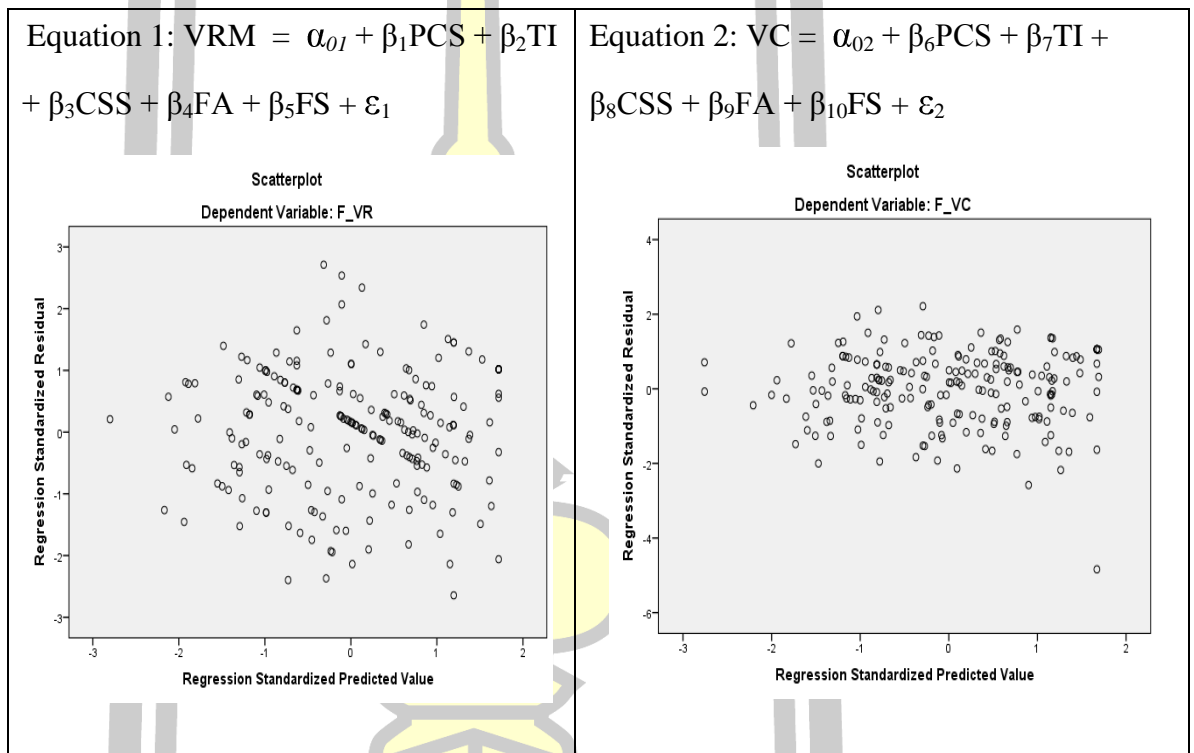 Equation 1: VRM = α₀₁ + β₁PCS + β₂TI
+ β₃CSS + β₄FA + β₅FS + ε₁
Scatterplot
Dependent Variable: F_VR
3
2
1
0
-1
-2
-3
Regression Standardized Residual
-3
-2
-1
0
1
2
Regression Standardized Predicted Value
Equation 2: VC = α₀₂ + β₆PCS + β₇TI +
β₈CSS + β₉FA + β₁₀FS + ε₂
Scatterplot
Dependent Variable: F_VC
4
2
0
-2
-4
-6
Regression Standardized Residual
-3
-2
-1
0
1
2
Regression Standardized Predicted Value